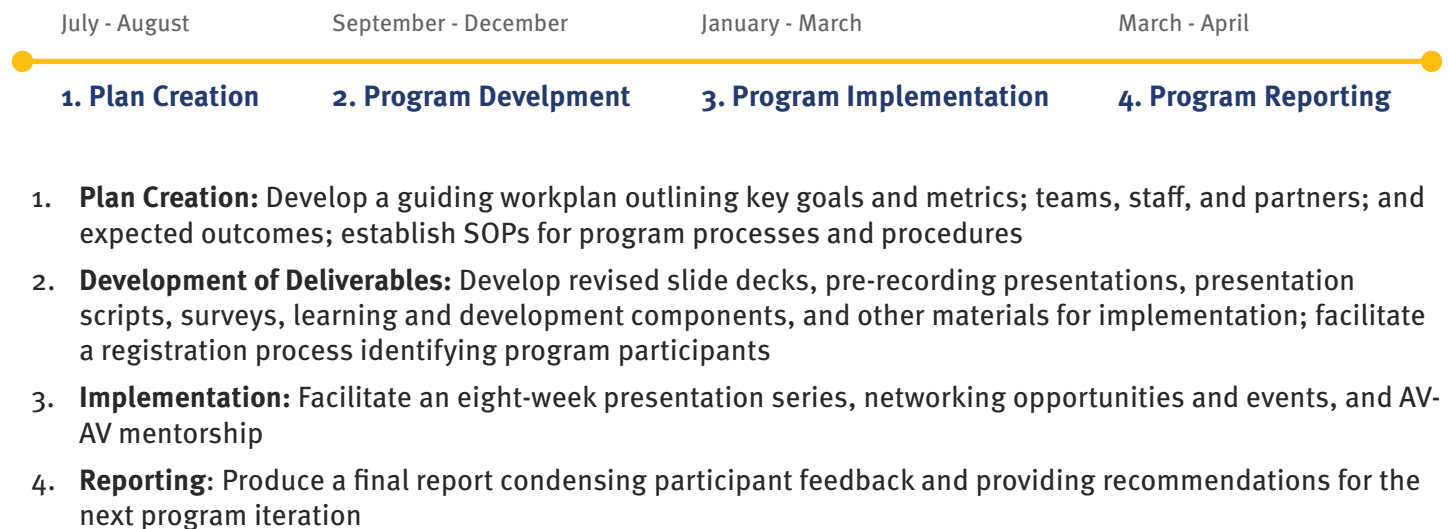 July - August September - December January - March March - April
1. Plan Creation 2. Program Develpment 3. Program Implementation 4. Program Reporting
1. Plan Creation: Develop a guiding workplan outlining key goals and metrics; teams, staff, and partners; and
expected outcomes; establish SOPs for program processes and procedures
2. Development of Deliverables: Develop revised slide decks, pre-recording presentations, presentation
scripts, surveys, learning and development components, and other materials for implementation; facilitate
a registration process identifying program participants
3. Implementation: Facilitate an eight-week presentation series, networking opportunities and events, and AV-
AV mentorship
4. Reporting: Produce a final report condensing participant feedback and providing recommendations for the
next program iteration